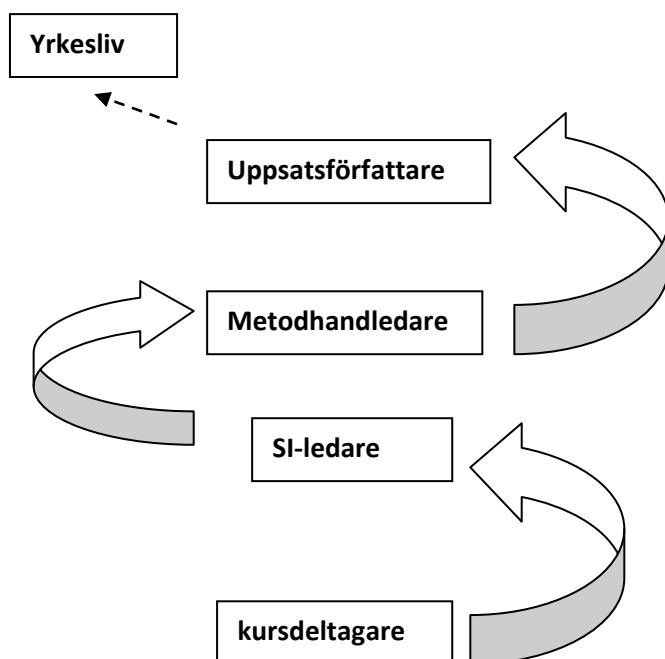 Yrkesliv
Uppsatsförfattare
Metodhandledare
SI-ledare
kursdeltagare